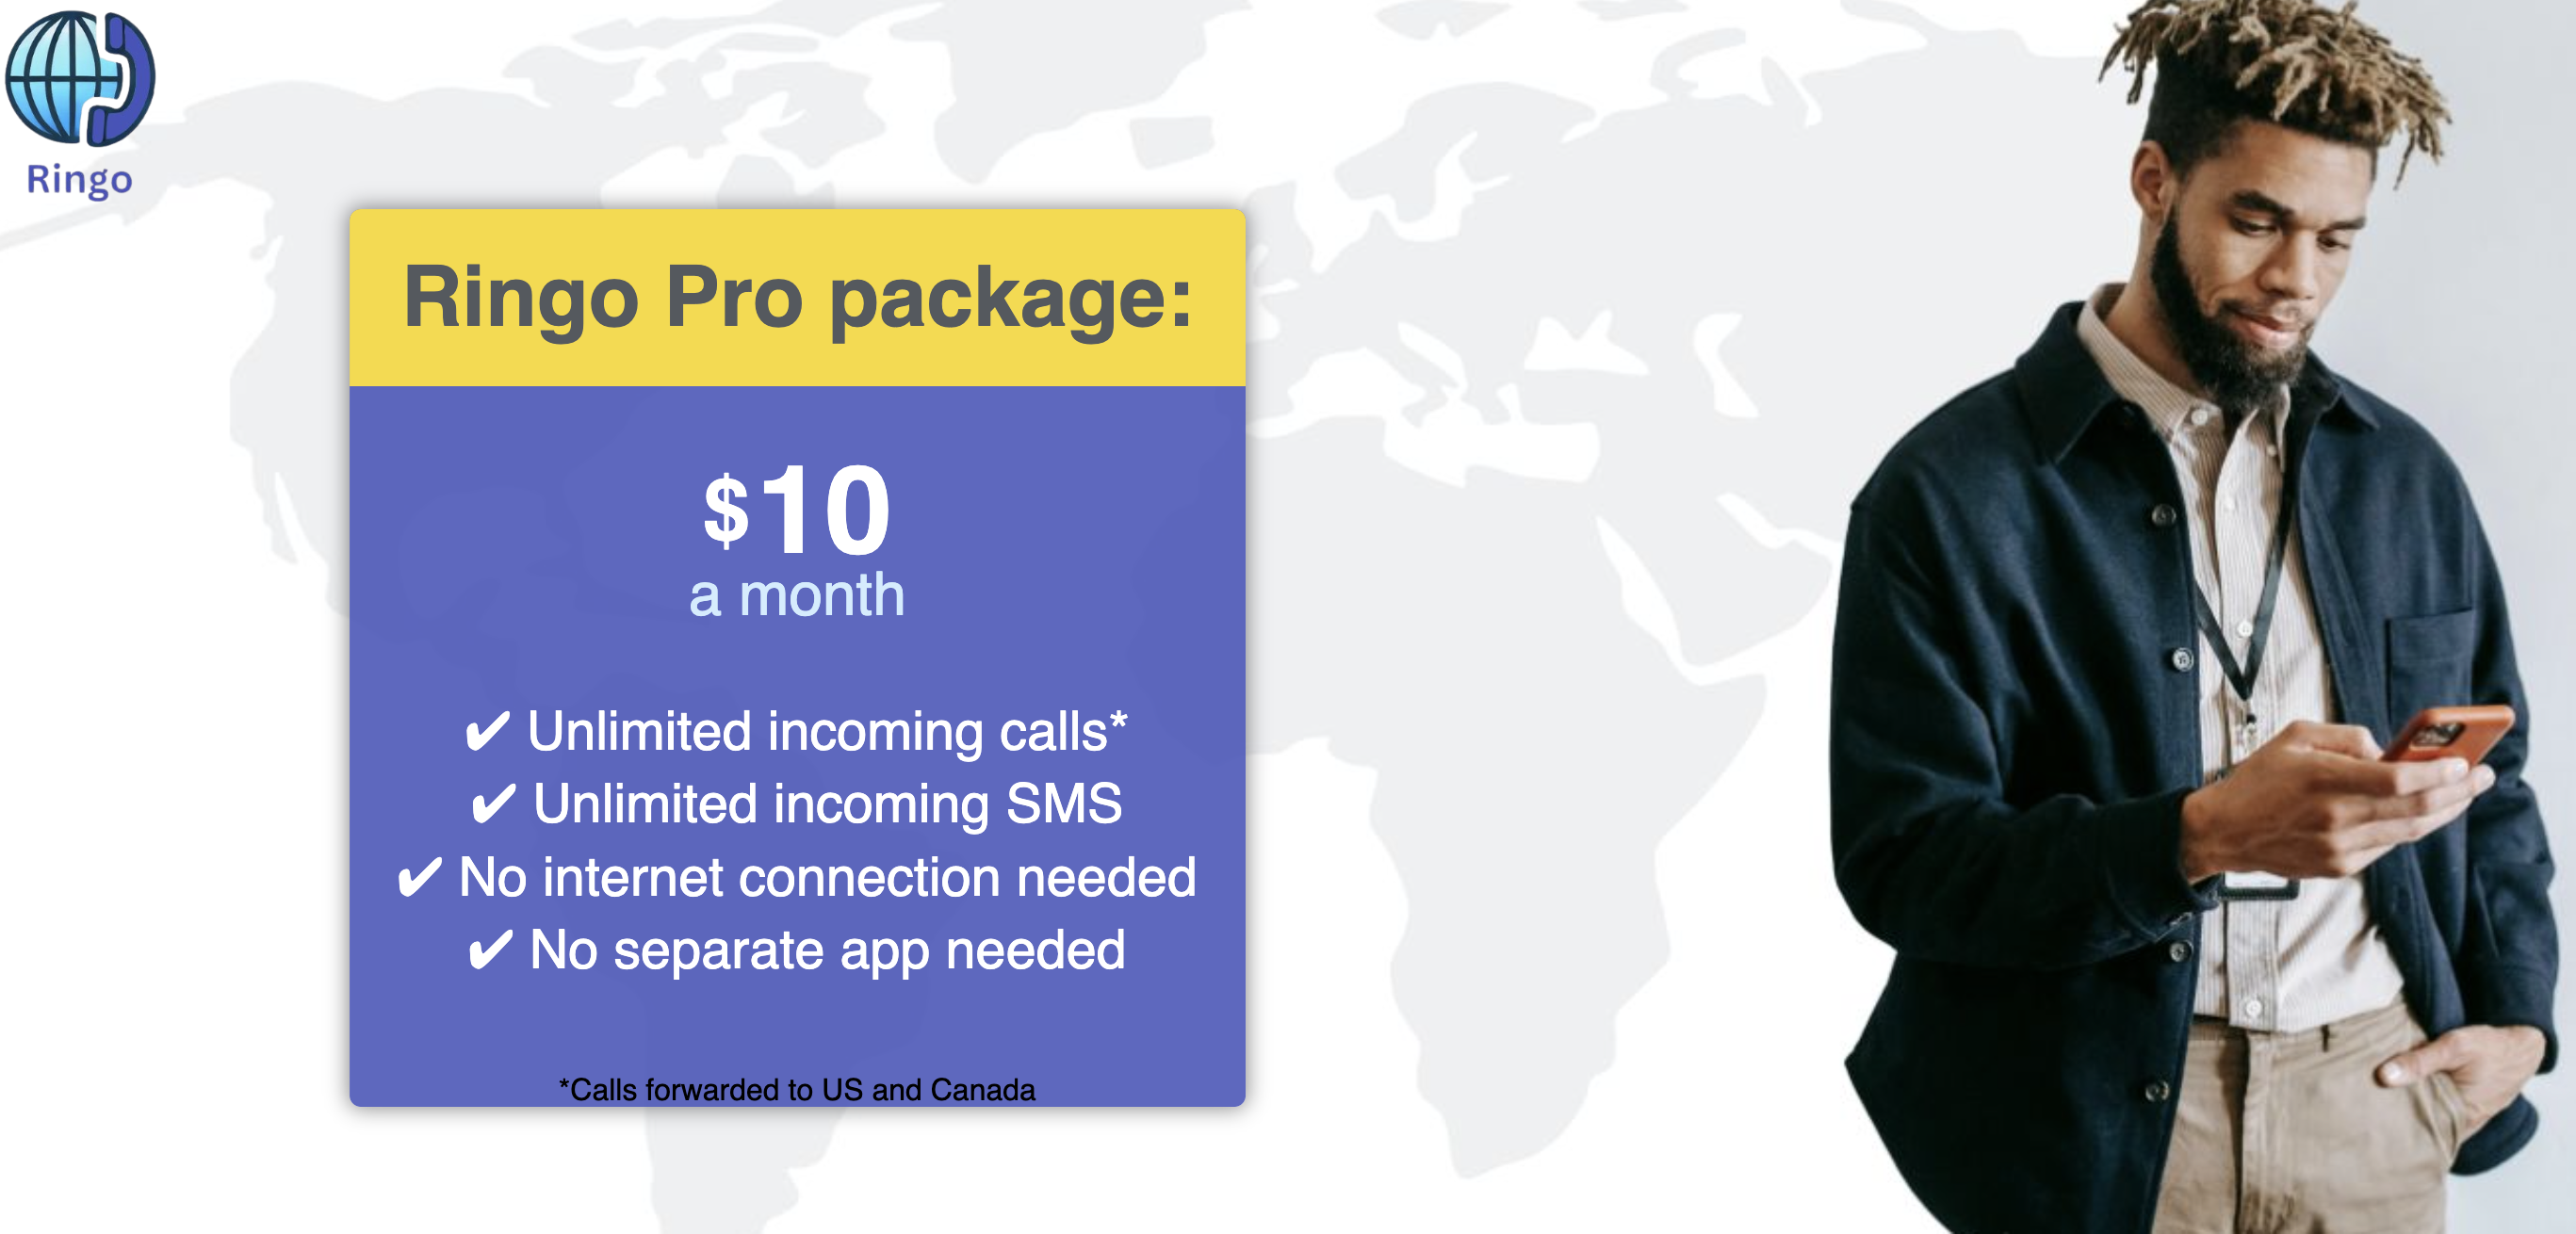 Ringo
Ringo Pro package:
$10
a month
✔ Unlimited incoming calls*
✔ Unlimited incoming SMS
✔ No internet connection needed
✔ No separate app needed
*Calls forwarded to US and Canada